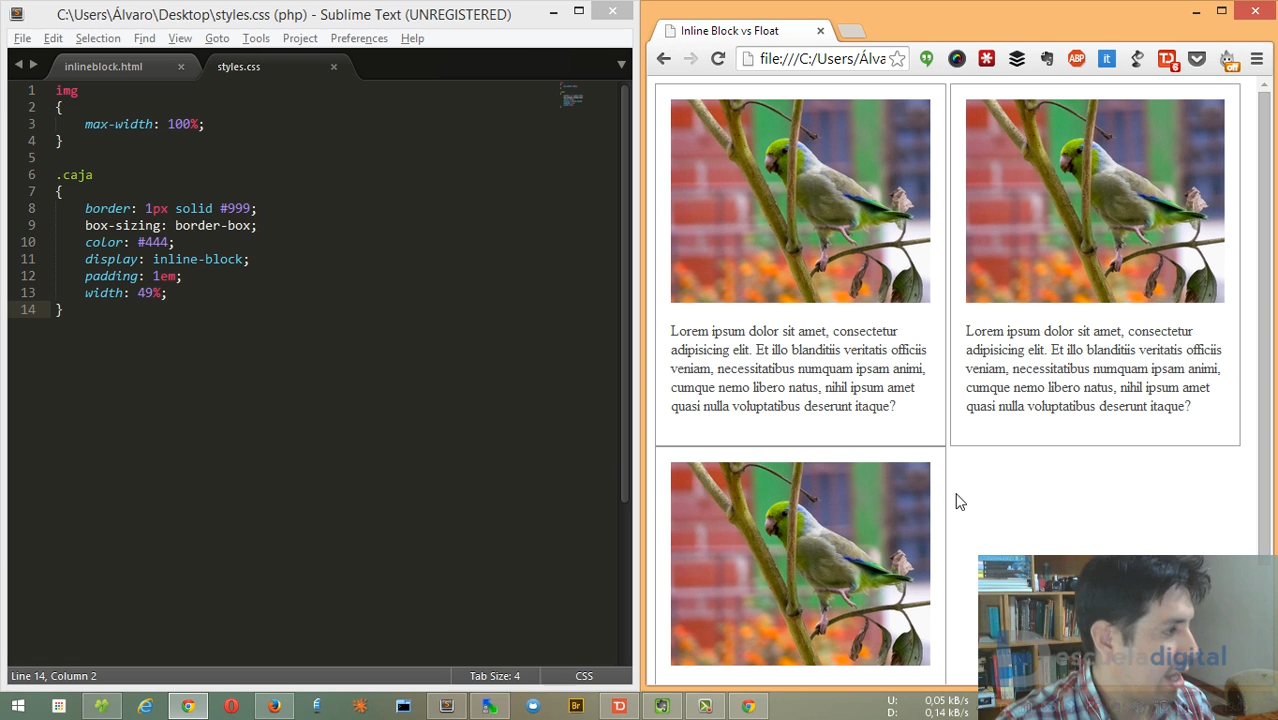 C:\Users\Álvaro\Desktop\styles.css (php) - Sublime Text (UNREGISTERED)
File Edit Selection Find View Goto Tools Project Preferences Help
inlineblock.html
styles.css
1 img
2 {
3 max-width: 100%;
4 }
5
6 .caja
7 {
8 border: 1px solid #999;
9 box-sizing: border-box;
10 color: #444;
11 display: inline-block;
12 padding: 1em;
13 width: 49%;
14 }
Line 14, Column 2
Tab Size: 4
CSS
Inline Block vs Float
file:///C:/Users/Álva
ABP
it
6
off
Lorem ipsum dolor sit amet, consectetur
adipisicing elit. Et illo blanditiis veritatis officiis
veniam, necessitatibus numquam ipsam animi,
cumque nemo libero natus, nihil ipsum amet
quasi nulla voluptatibus deserunt itaque?
Lorem ipsum dolor sit amet, consectetur
adipisicing elit. Et illo blanditiis veritatis officiis
veniam, necessitatibus numquam ipsam animi,
cumque nemo libero natus, nihil ipsum amet
quasi nulla voluptatibus deserunt itaque?
escueladigital
Br
U: 0,05 kB/s
D: 0,14 kB/s